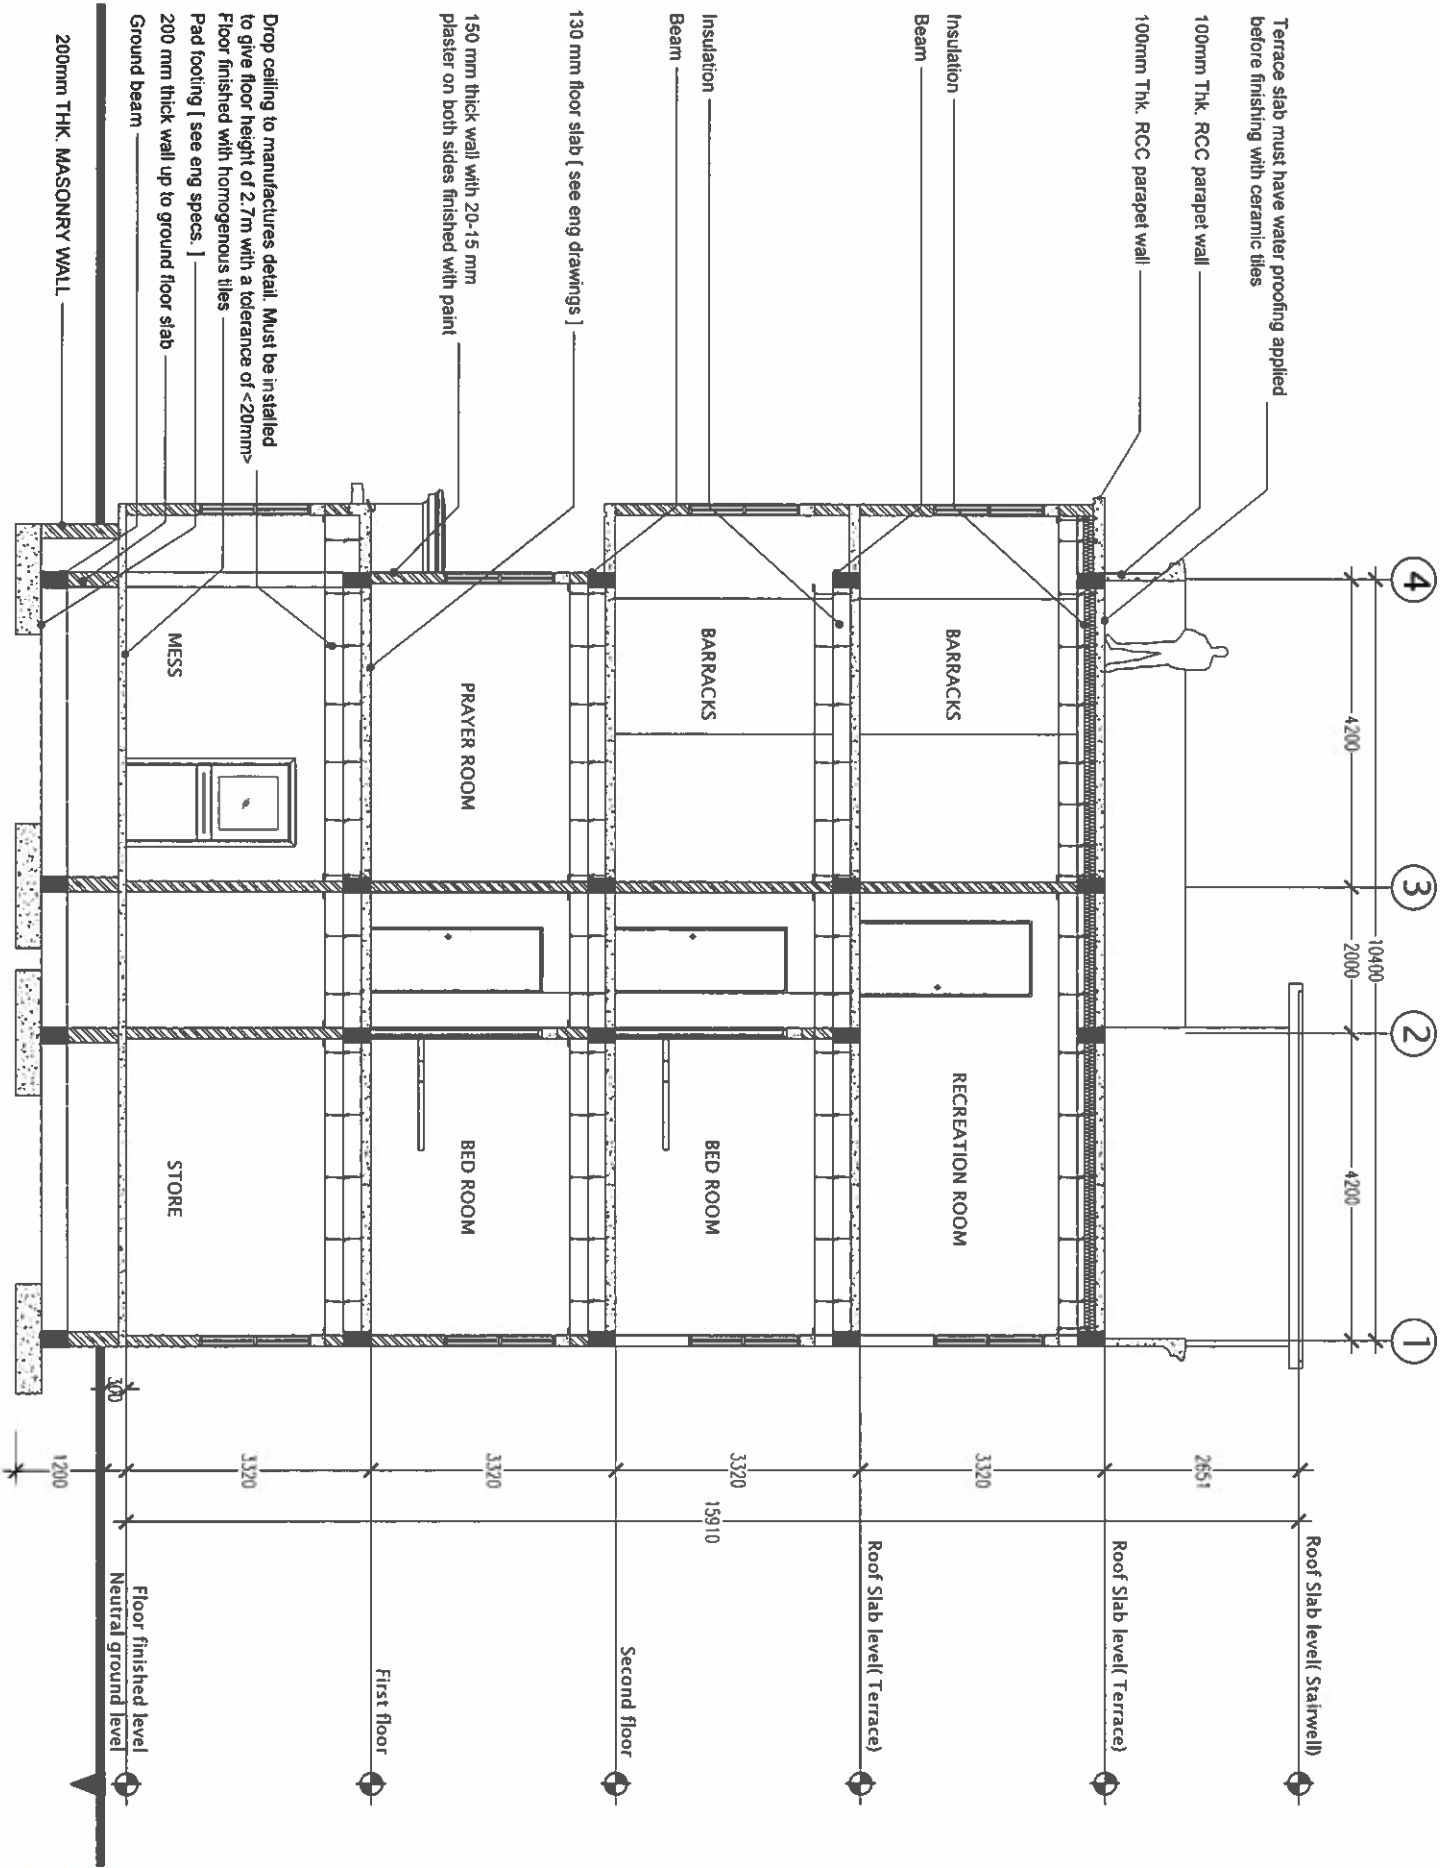 Terrace slab must have water proofing applied
before finishing with ceramic tiles
100mm Thk. RCC parapet wall
100mm Thk. RCC parapet wall
Insulation
Beam
Insulation
Beam
130 mm floor slab [ see eng drawings ]
150 mm thick wall with 20-15 mm
plaster on both sides finished with paint
Drop ceiling to manufactures detail. Must be installed
to give floor height of 2.7m with a tolerance of <20mm>
Floor finished with homogenous tiles
Pad footing [ see eng specs. ]
200 mm thick wall up to ground floor slab
Ground beam
200mm THK. MASONRY WALL
4
3
2
1
10400
4200
2000
4200
BARRACKS
RECREATION ROOM
BARRACKS
BED ROOM
PRAYER ROOM
BED ROOM
MESS
STORE
2651
3320
3320
3320
3320
300
1200
15910
Roof Slab level( Stairwell)
Roof Slab level( Terrace)
Roof Slab level( Terrace)
Second floor
First floor
Floor finished level
Neutral ground level